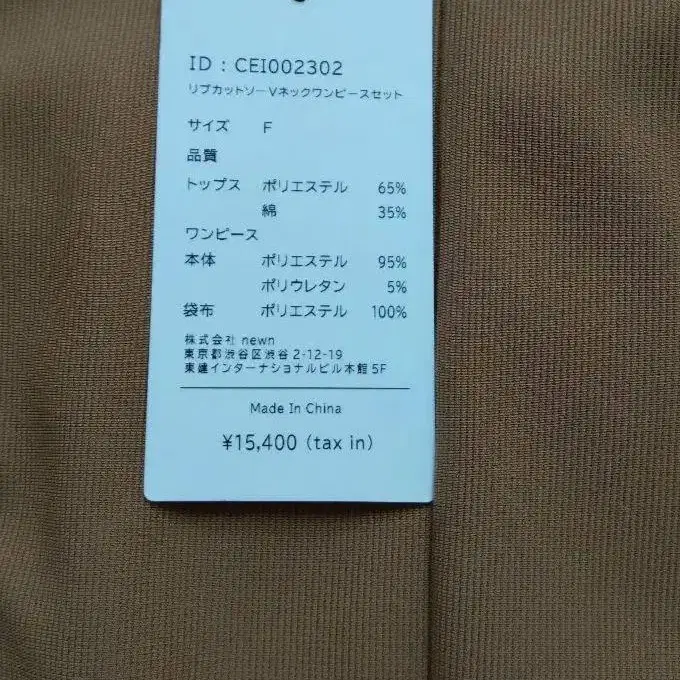 ID : CEI002302
リブカットソーVネックワンピースセット
サイズ F
品質
トップス ポリエステル 65%
綿 35%
ワンピース
本体 ポリエステル 95%
ポリウレタン 5%
袋布 ポリエステル 100%
株式会社 newn
東京都渋谷区渋谷2-12-19
東建インターナショナルビル本館5F
Made In China
¥15,400 (tax in)